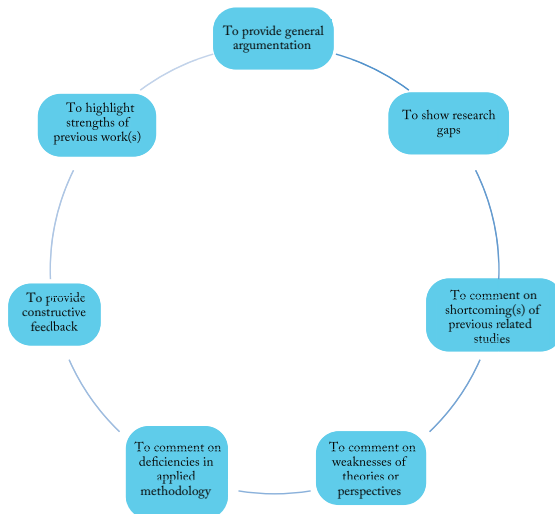 To provide general
argumentation
To show research
gaps
To comment on
shortcoming(s) of
previous related
studies
To comment on
weaknesses of
theories or
perspectives
To comment on
deficiencies in
applied
methodology
To provide
constructive
feedback
To highlight
strengths of
previous work(s)